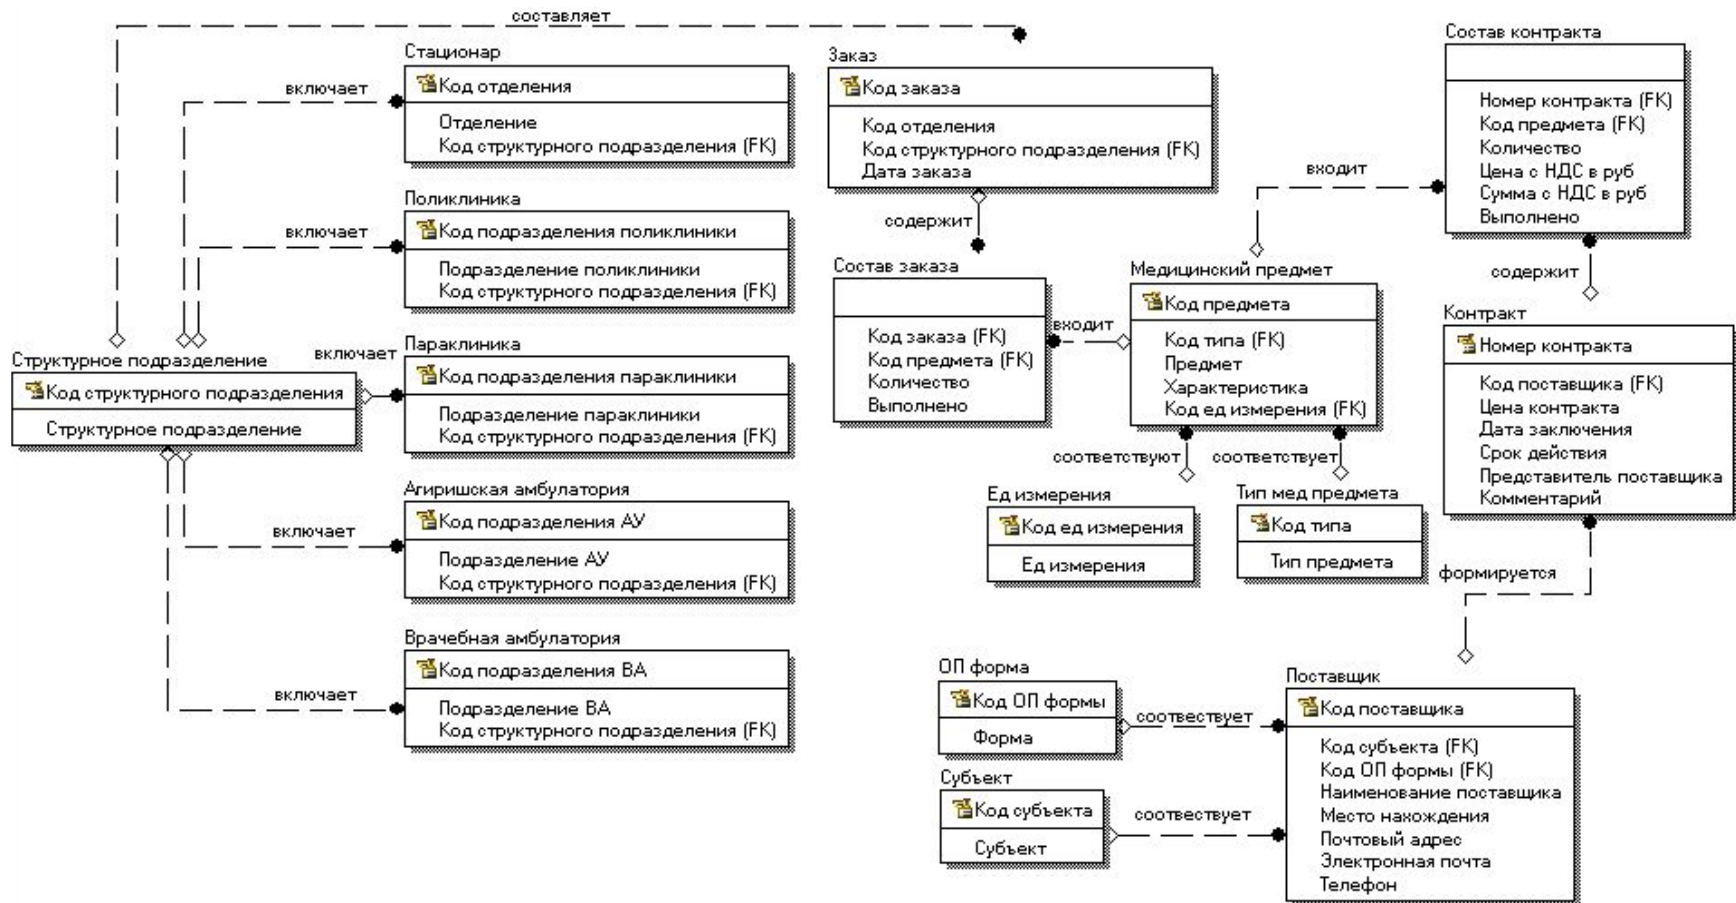 составляет
Стационар
Код отделения
Отделение
Код структурного подразделения (FK)
включает
Поликлиника
Код подразделения поликлиники
Подразделение поликлиники
Код структурного подразделения (FK)
включает
Параклиника
Код подразделения параклиники
Подразделение параклиники
Код структурного подразделения (FK)
включает
Структурное подразделение
Код структурного подразделения
Структурное подразделение
Агиришская амбулатория
Код подразделения АУ
Подразделение АУ
Код структурного подразделения (FK)
включает
Врачебная амбулатория
Код подразделения ВА
Подразделение ВА
Код структурного подразделения (FK)
включает
Заказ
Код заказа
Код отделения
Код структурного подразделения (FK)
Дата заказа
содержит
Состав заказа
Код заказа (FK)
Код предмета (FK)
Количество
Выполнено
входит
Медицинский предмет
Код предмета
Код типа (FK)
Предмет
Характеристика
Код ед измерения (FK)
соответствуют
соответствует
Ед измерения
Код ед измерения
Ед измерения
Тип мед предмета
Код типа
Тип предмета
входит
Состав контракта
Номер контракта (FK)
Код предмета (FK)
Количество
Цена с НДС в руб
Сумма с НДС в руб
Выполнено
содержит
Контракт
Номер контракта
Код поставщика (FK)
Цена контракта
Дата заключения
Срок действия
Представитель поставщика
Комментарий
формируется
ОП форма
Код ОП формы
Форма
соотвествует
Субъект
Код субъекта
Субъект
соотвествует
Поставщик
Код поставщика
Код субъекта (FK)
Код ОП формы (FK)
Наименование поставщика
Место нахождения
Почтовый адрес
Электронная почта
Телефон